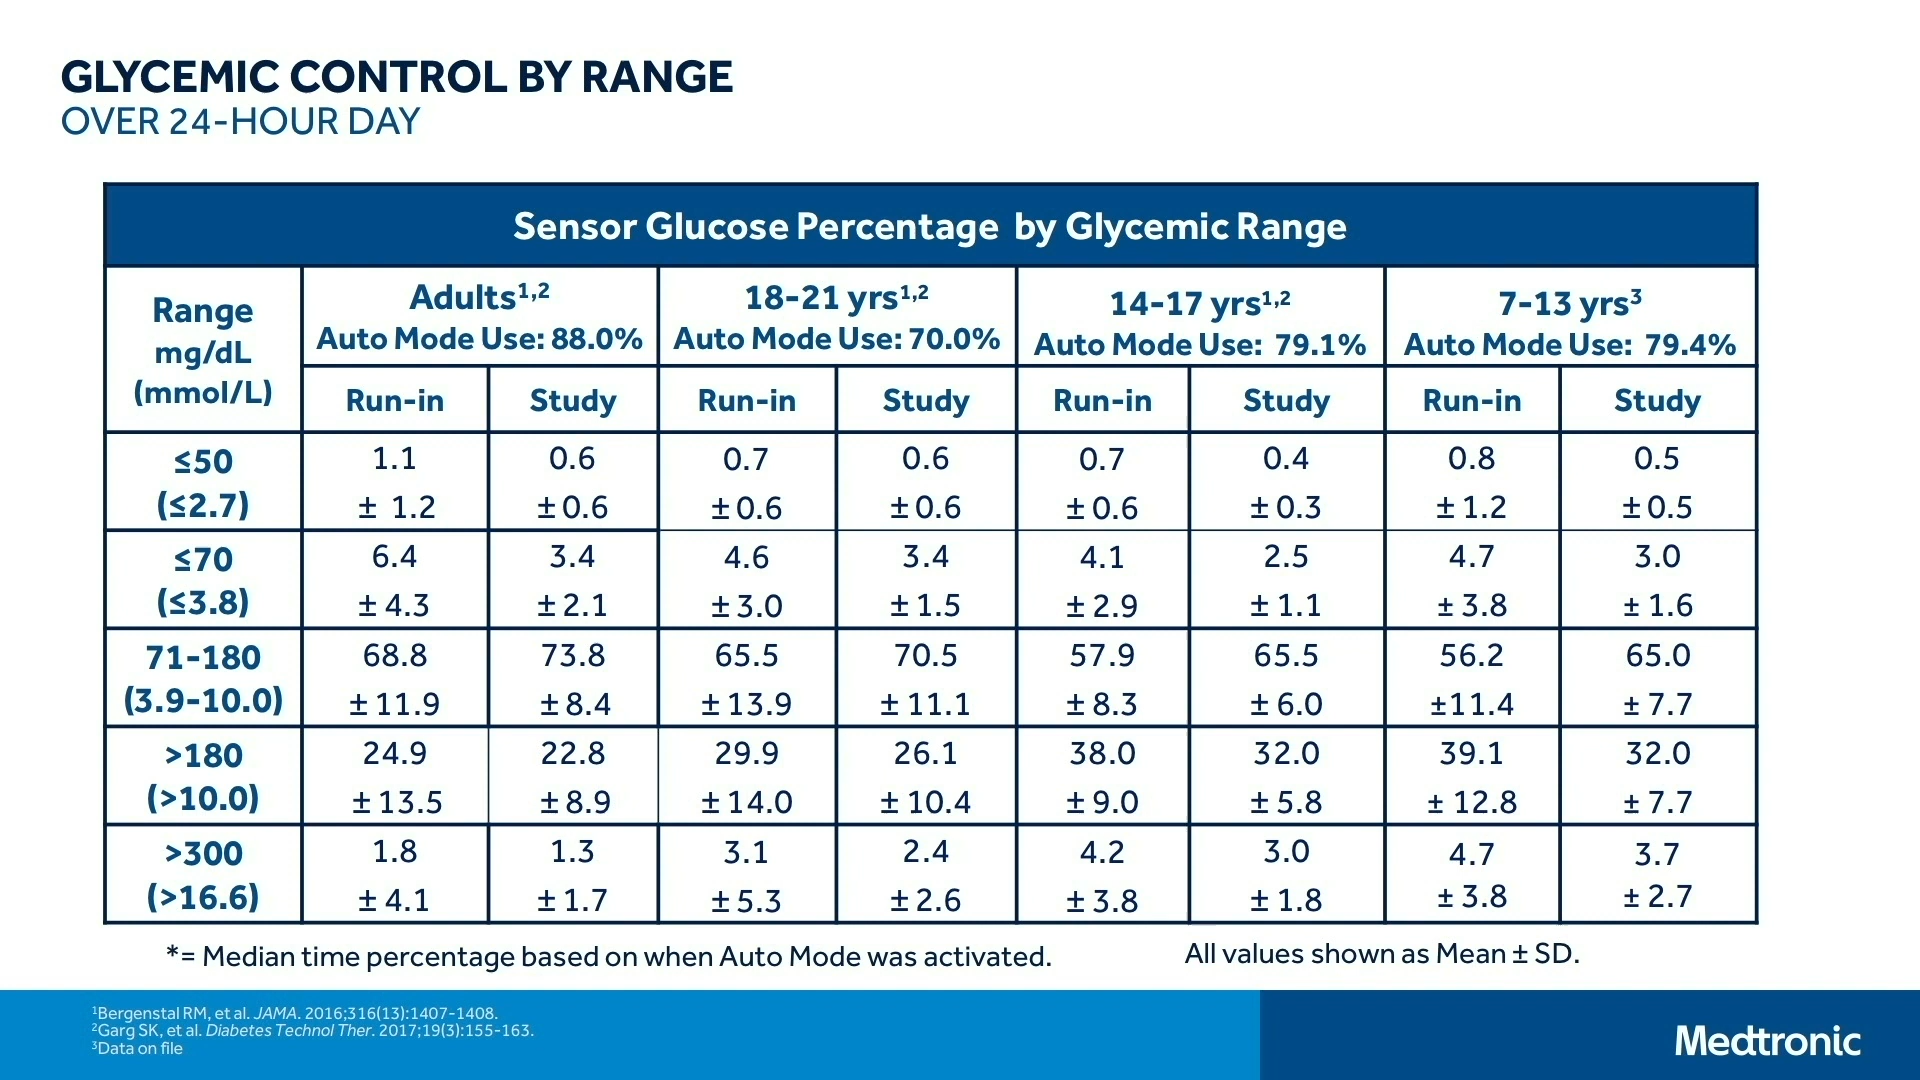 GLYCEMIC CONTROL BY RANGE
OVER 24-HOUR DAY
Sensor Glucose Percentage by Glycemic Range
Range
mg/dL
(mmol/L)
Adults1,2
Auto Mode Use: 88.0%
18-21 yrs1,2
Auto Mode Use: 70.0%
14-17 yrs1,2
Auto Mode Use: 79.1%
7-13 yrs3
Auto Mode Use: 79.4%
Run-in Study Run-in Study Run-in Study Run-in Study
≤50 1.1 0.6 0.7 0.6 0.7 0.4 0.8 0.5
(≤2.7) ± 1.2 ± 0.6 ± 0.6 ± 0.6 ± 0.6 ± 0.3 ± 1.2 ± 0.5
≤70 6.4 3.4 4.6 3.4 4.1 2.5 4.7 3.0
(≤3.8) ± 4.3 ± 2.1 ± 3.0 ± 1.5 ± 2.9 ± 1.1 ± 3.8 ± 1.6
71-180 68.8 73.8 65.5 70.5 57.9 65.5 56.2 65.0
(3.9-10.0) ± 11.9 ± 8.4 ± 13.9 ± 11.1 ± 8.3 ± 6.0 ±11.4 ± 7.7
>180 24.9 22.8 29.9 26.1 38.0 32.0 39.1 32.0
(>10.0) ± 13.5 ± 8.9 ± 14.0 ± 10.4 ± 9.0 ± 5.8 ± 12.8 ± 7.7
>300 1.8 1.3 3.1 2.4 4.2 3.0 4.7 3.7
(>16.6) ± 4.1 ± 1.7 ± 5.3 ± 2.6 ± 3.8 ± 1.8 ± 3.8 ± 2.7
*= Median time percentage based on when Auto Mode was activated.
All values shown as Mean ± SD.
1Bergenstal RM, et al. JAMA. 2016;316(13):1407-1408.
2Garg SK, et al. Diabetes Technol Ther. 2017;19(3):155-163.
3Data on file
Medtronic